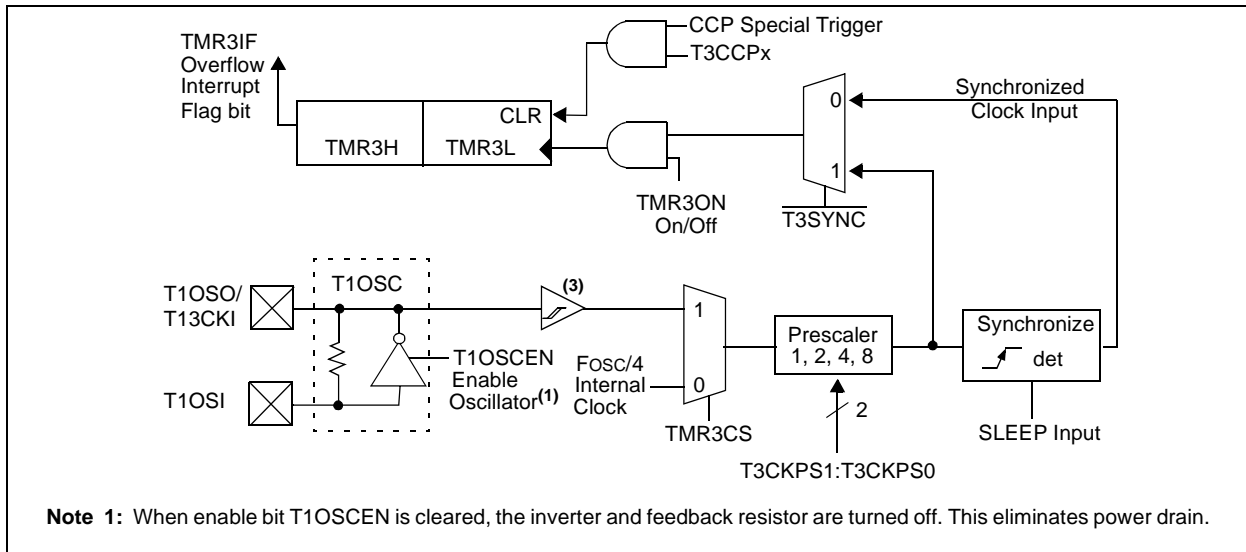 CCP Special Trigger
T3CCPx
TMR3IF
Overflow
Interrupt
Flag bit
CLR
TMR3H
TMR3L
TMR3ON
On/Off
0
1
T3SYNC
Synchronized
Clock Input
T1OSO/
T13CKI
T1OSI
T1OSC
T1OSCEN
Enable
Oscillator(1)
(3)
FOSC/4
Internal
Clock
1
0
TMR3CS
Prescaler
1, 2, 4, 8
2
T3CKPS1:T3CKPS0
Synchronize
det
SLEEP Input
Note 1: When enable bit T1OSCEN is cleared, the inverter and feedback resistor are turned off. This eliminates power drain.